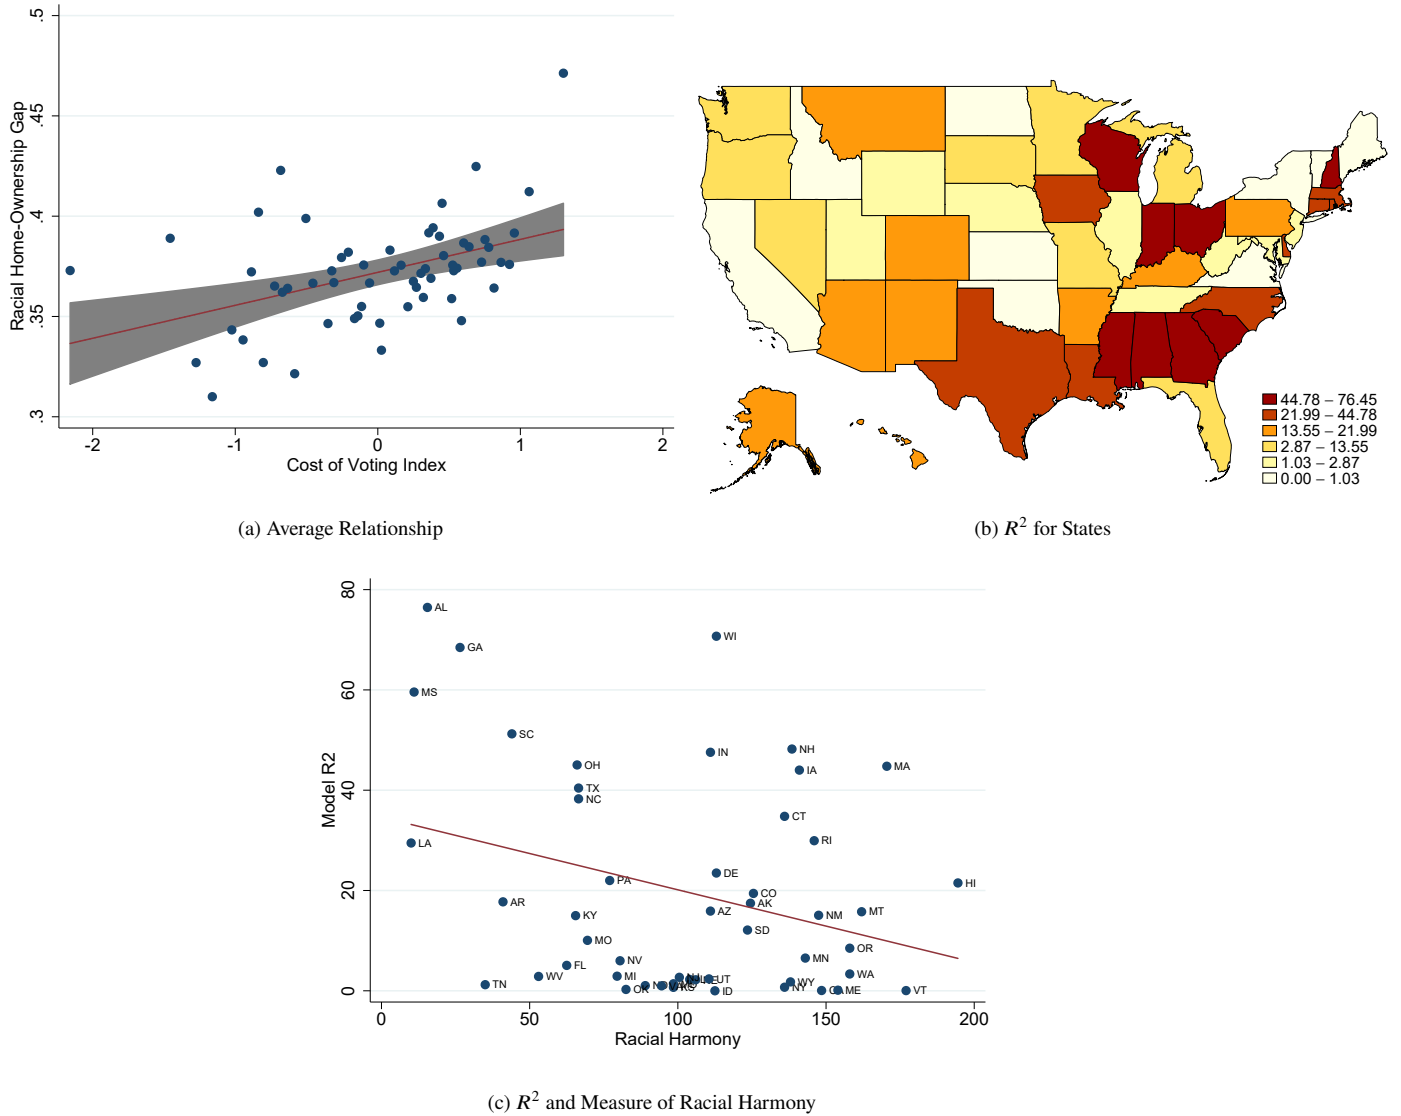 .5
.45
.4
.35
.3
Racial Home-Ownership Gap
-2 -1 0 1 2
Cost of Voting Index
44.78 – 76.45
21.99 – 44.78
13.55 – 21.99
2.87 – 13.55
1.03 – 2.87
0.00 – 1.03
(a) Average Relationship
(b) R² for States
80
60
40
20
0
Model R2
AL
GA
WI
MS
SC
IN
NH
OH
IA
MA
TX
NC
CT
LA
RI
DE
PA
HI
CO
AR
AK
KY
AZ
NM
MT
SD
MO
OR
NV
MN
FL
WV
MI
WA
UT
TN
WY
OK
KS
ID
NY
ME
VT
0 50 100 150 200
Racial Harmony
(c) R² and Measure of Racial Harmony